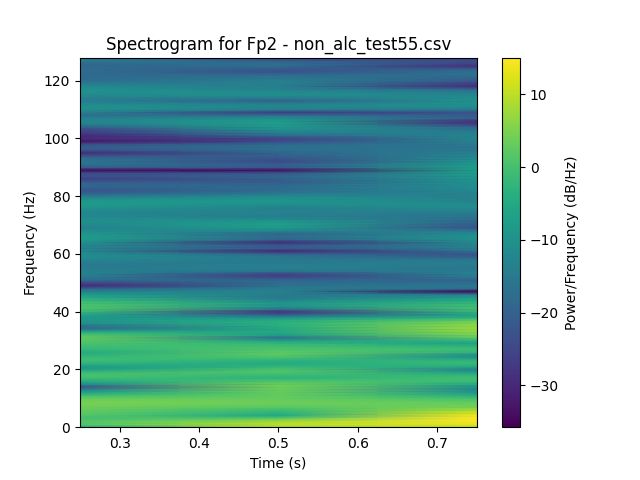 Spectrogram for Fp2 - non_alc_test55.csv
120
100
80
60
40
20
0
Frequency (Hz)
0.3 0.4 0.5 0.6 0.7
Time (s)
10
0
−10
−20
−30
Power/Frequency (dB/Hz)